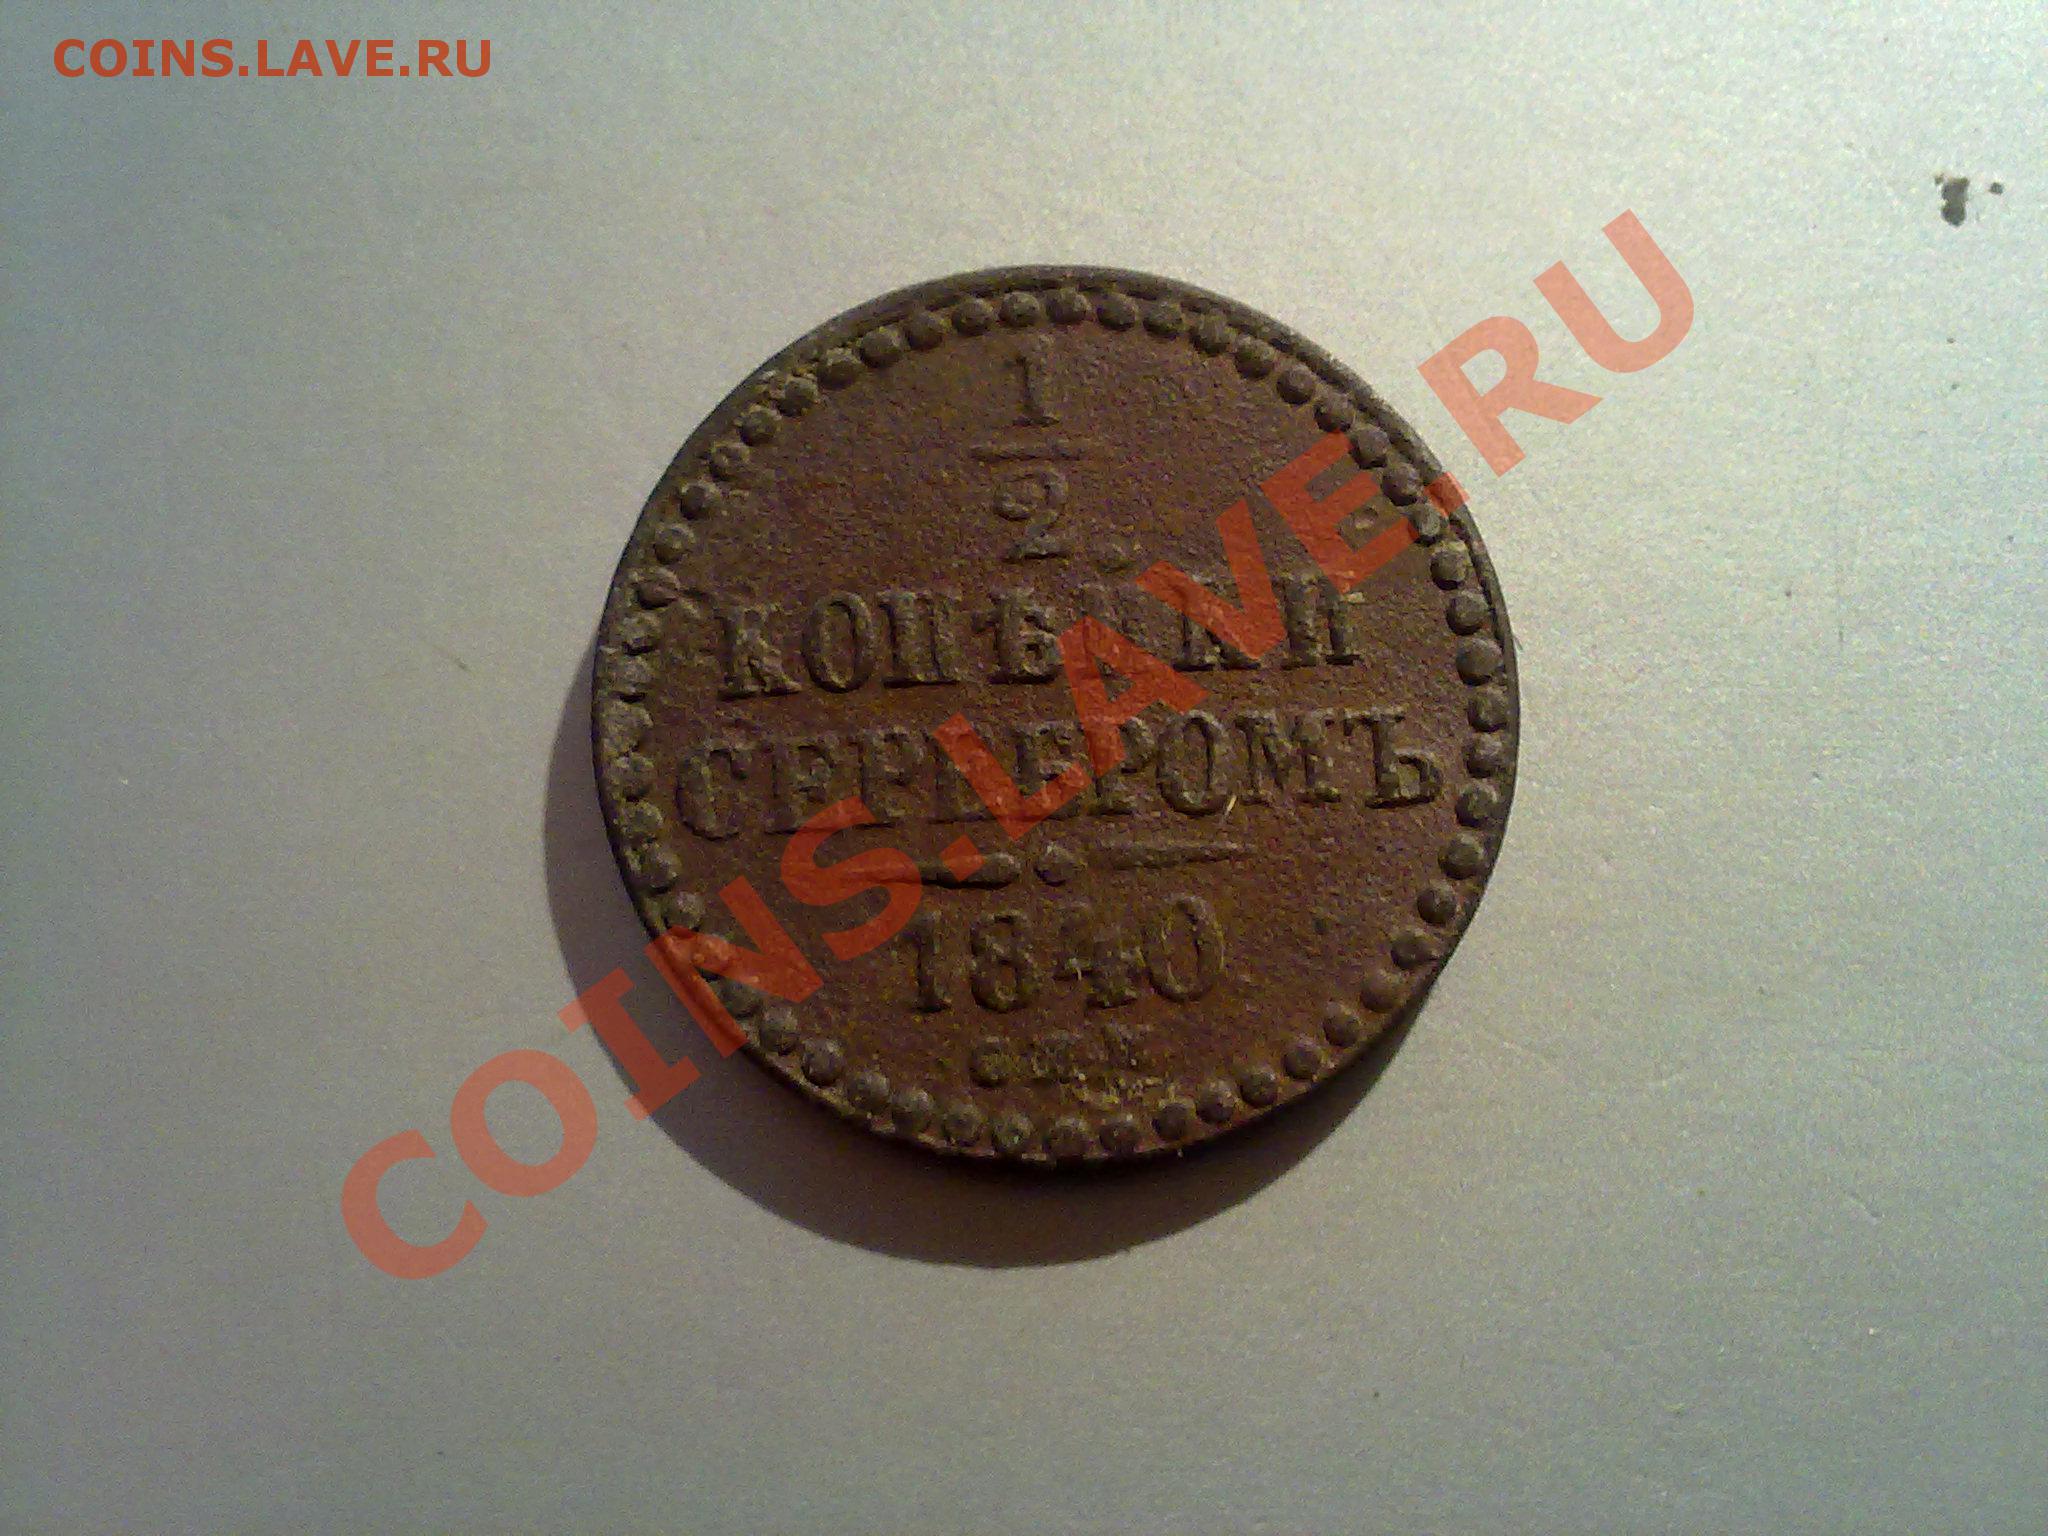 COINS.LAVE.RU
1
2
КОПѢЙКИ
СЕРЕБРОМЪ
1840
COINS.LAVE.RU